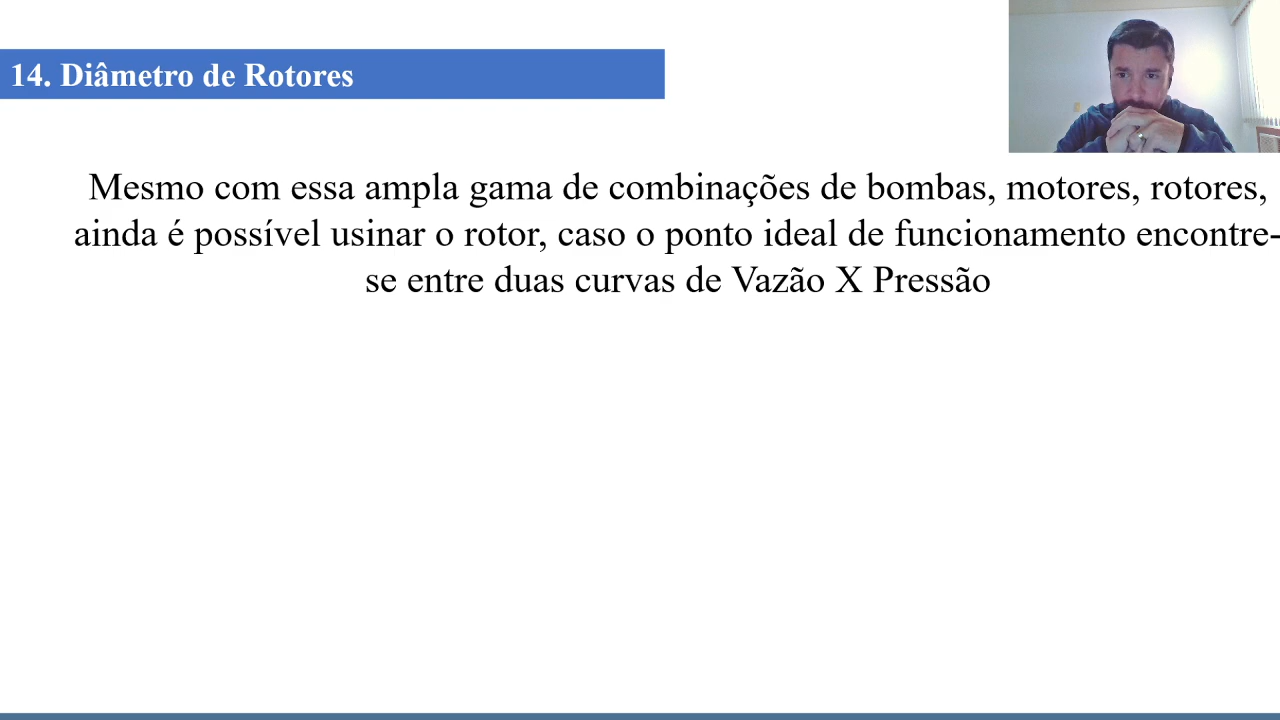 14. Diâmetro de Rotores
Mesmo com essa ampla gama de combinações de bombas, motores, rotores,
ainda é possível usinar o rotor, caso o ponto ideal de funcionamento encontre-
se entre duas curvas de Vazão X Pressão